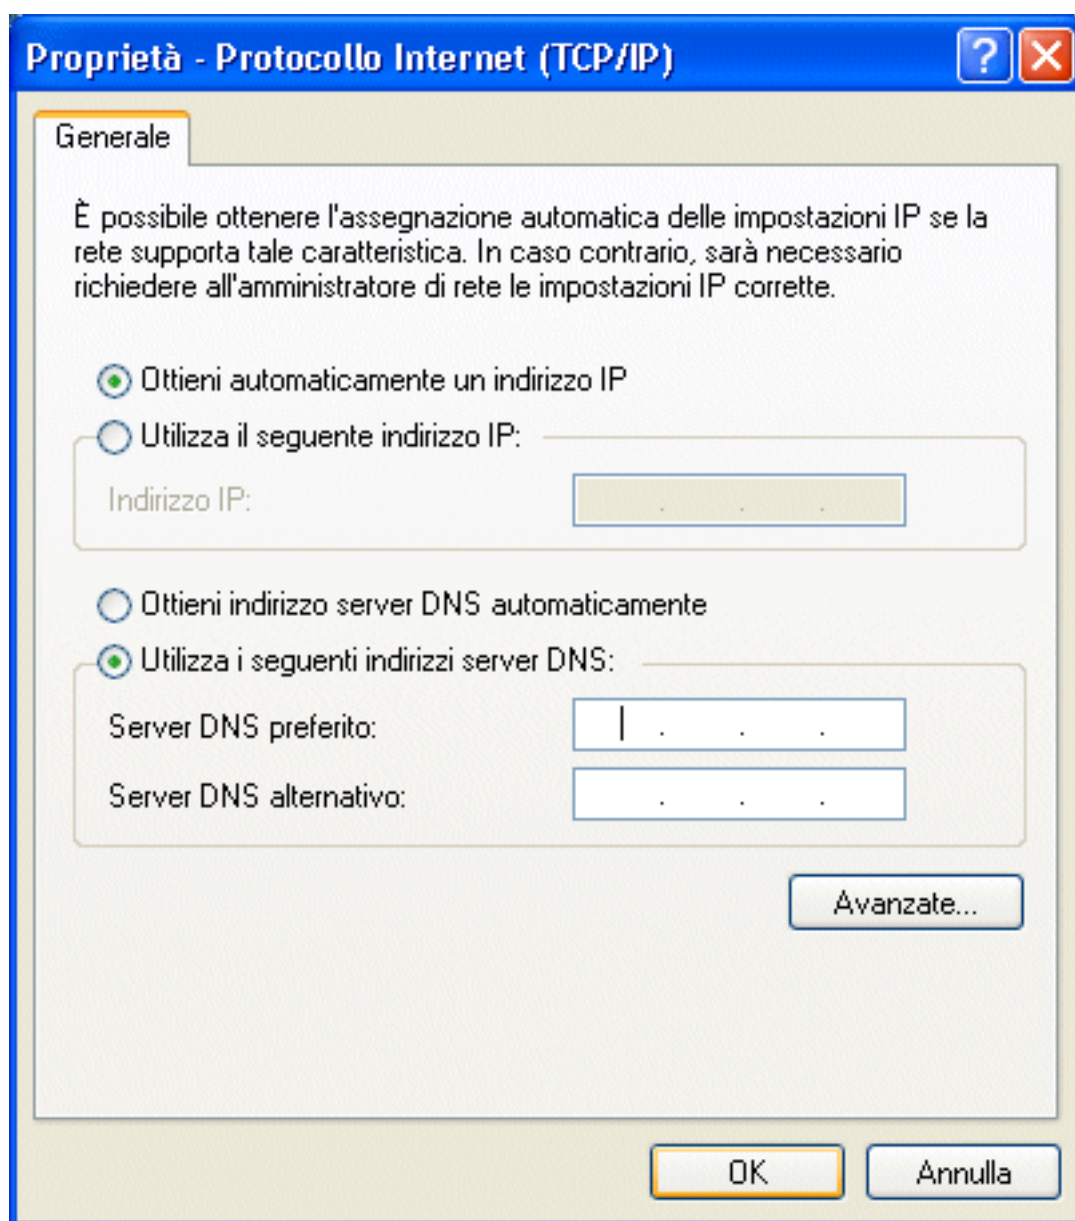 Proprietà - Protocollo Internet (TCP/IP)
Generale
È possibile ottenere l'assegnazione automatica delle impostazioni IP se la
rete supporta tale caratteristica. In caso contrario, sarà necessario
richiedere all'amministratore di rete le impostazioni IP corrette.
Ottieni automaticamente un indirizzo IP
Utilizza il seguente indirizzo IP:
Indirizzo IP:
Ottieni indirizzo server DNS automaticamente
Utilizza i seguenti indirizzi server DNS:
Server DNS preferito:
Server DNS alternativo:
Avanzate...
OK
Annulla